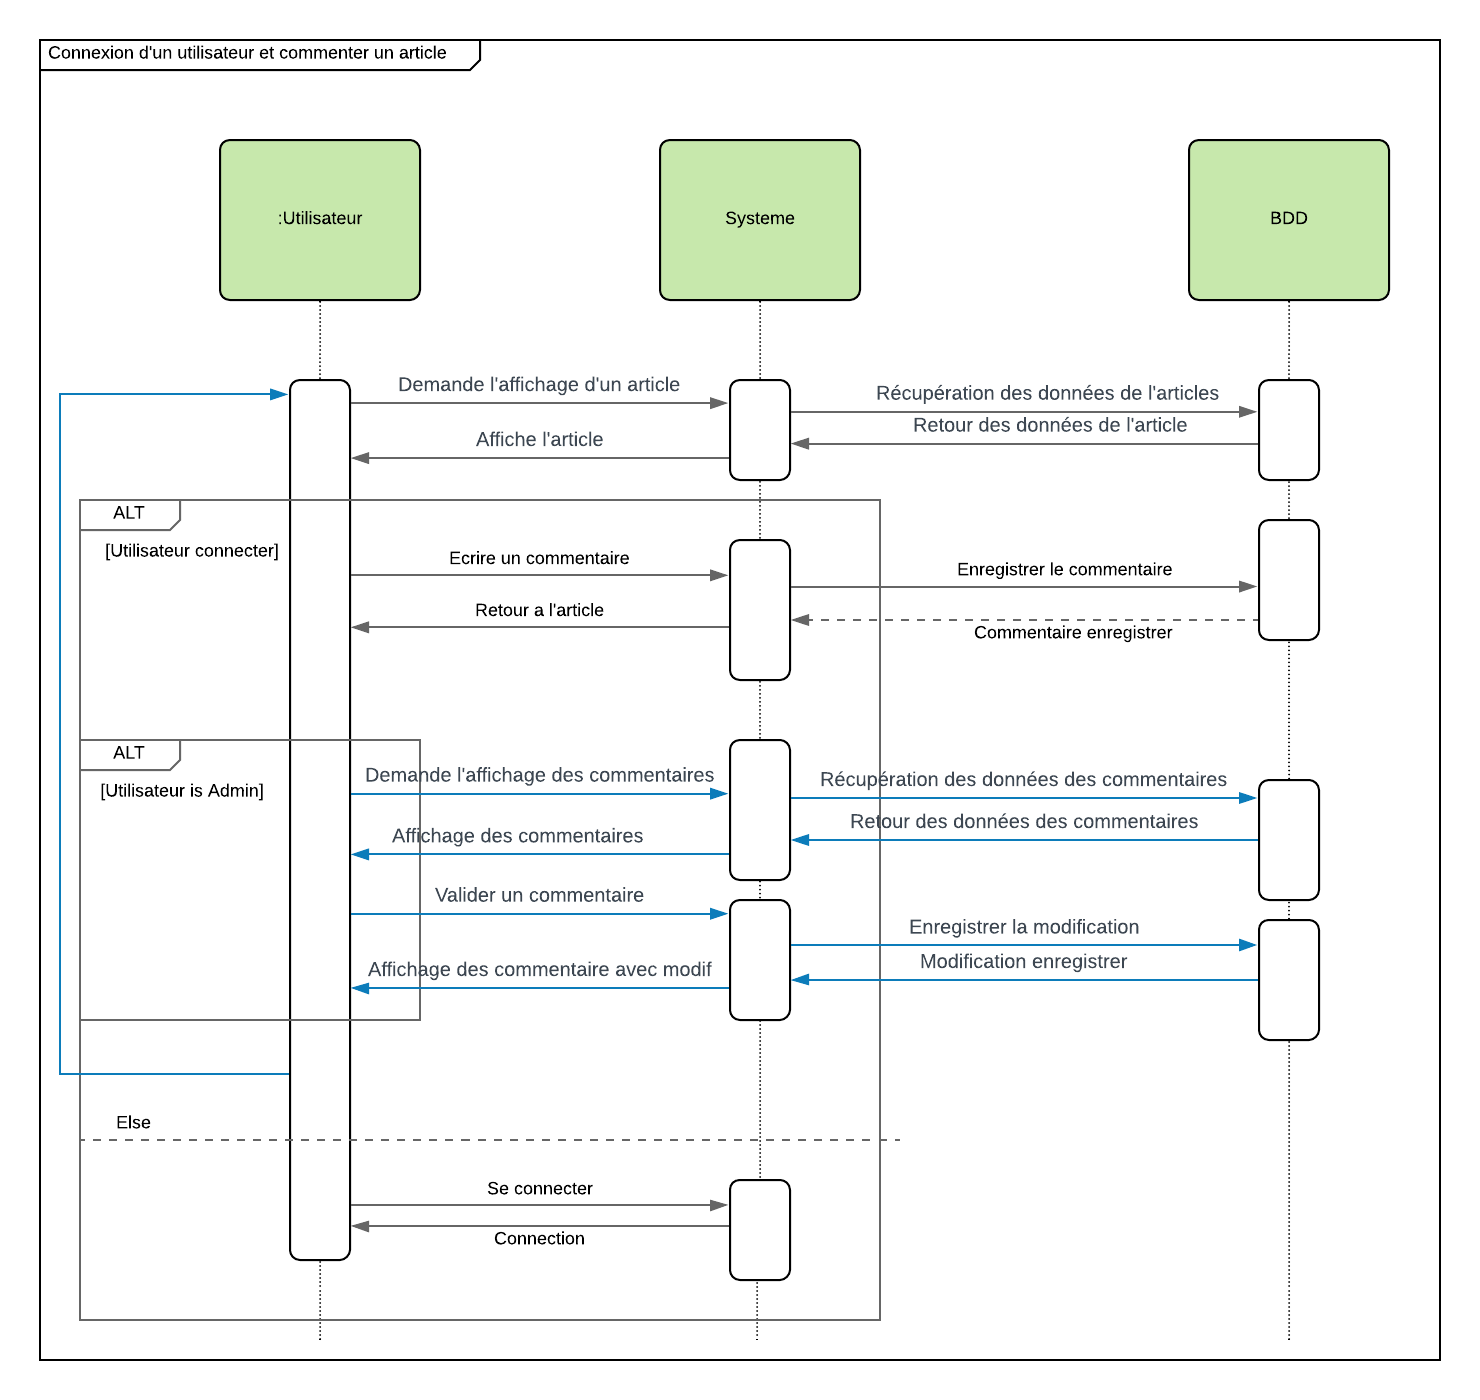 Connexion d'un utilisateur et commenter un article
:Utilisateur
Systeme
BDD
Demande l'affichage d'un article
Récupération des données de l'articles
Retour des données de l'article
Affiche l'article
ALT
[Utilisateur connecter]
Ecrire un commentaire
Enregistrer le commentaire
Retour a l'article
Commentaire enregistrer
ALT
[Utilisateur is Admin]
Demande l'affichage des commentaires
Récupération des données des commentaires
Retour des données des commentaires
Affichage des commentaires
Valider un commentaire
Enregistrer la modification
Modification enregistrer
Affichage des commentaire avec modif
Else
Se connecter
Connection